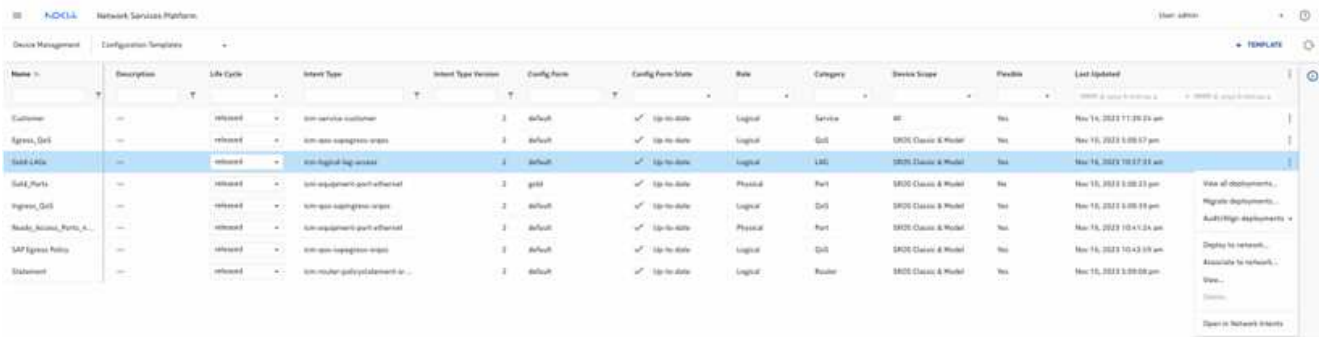 NOKIA Network Services Platform User: admin
Device Management Configuration Templates + TEMPLATE
Name Description Life Cycle Intent Type Intent Type Version Config Form Config Form State Role Category Device Scope Flexible Last Updated
Customer — released icm-service-customer 2 default Up-to-date Logical Service All Yes Nov 14, 2023 11:39:24 am
Egress_QoS — released icm-qos-sapegress-srqos 2 default Up-to-date Logical QoS SROS Classic & Model Yes Nov 10, 2023 5:08:57 pm
Gold-LAGs — released icm-logical-lag-access 2 default Up-to-date Logical LAG SROS Classic & Model Yes Nov 16, 2023 10:57:31 am
Gold_Ports — released icm-equipment-port-ethernet 2 gold Up-to-date Physical Port SROS Classic & Model No Nov 10, 2023 5:08:23 pm
Ingress_QoS — released icm-qos-sapingress-srqos 2 default Up-to-date Logical QoS SROS Classic & Model Yes Nov 10, 2023 5:08:39 pm
Ready_Access_Ports_ released icm-equipment-port-ethernet 2 default Up-to-date Physical Port SROS Classic & Model Yes Nov 15, 2023 10:41:24 am
SAP Egress Policy — released icm-qos-sapegress-srqos 2 default Up-to-date Logical QoS SROS Classic & Model Yes Nov 15, 2023 10:43:59 am
Statement — released icm-router-policystatement-sr... 2 default Up-to-date Logical Router SROS Classic & Model Yes Nov 10, 2023 5:09:08 pm
View all deployments...
Migrate deployments...
Audit/Align deployments
Deploy to network...
Associate to network...
View...
Delete...
Open in Network Intents